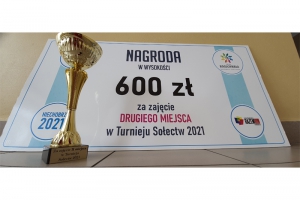 NAGRODA
W WYSOKOŚCI
600 zł
za zajęcie
DRUGIEGO MIEJSCA
w Turnieju Sołectw 2021
2021